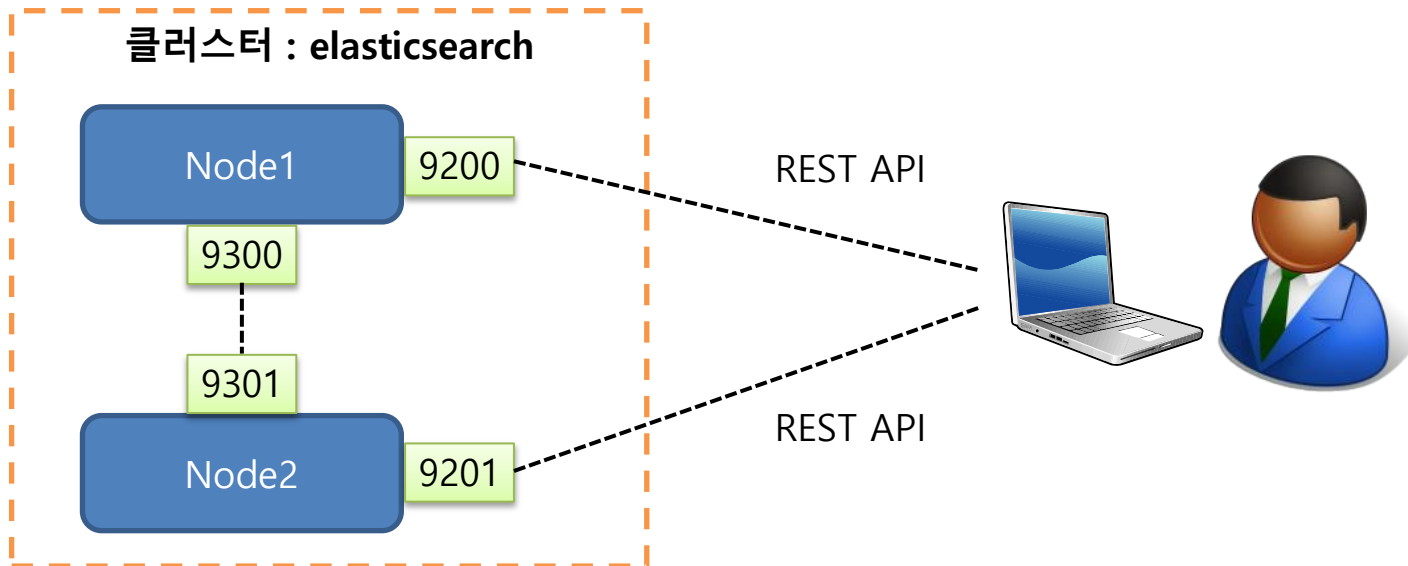 클러스터 : elasticsearch
Node1
9200
REST API
9300
9301
REST API
Node2
9201